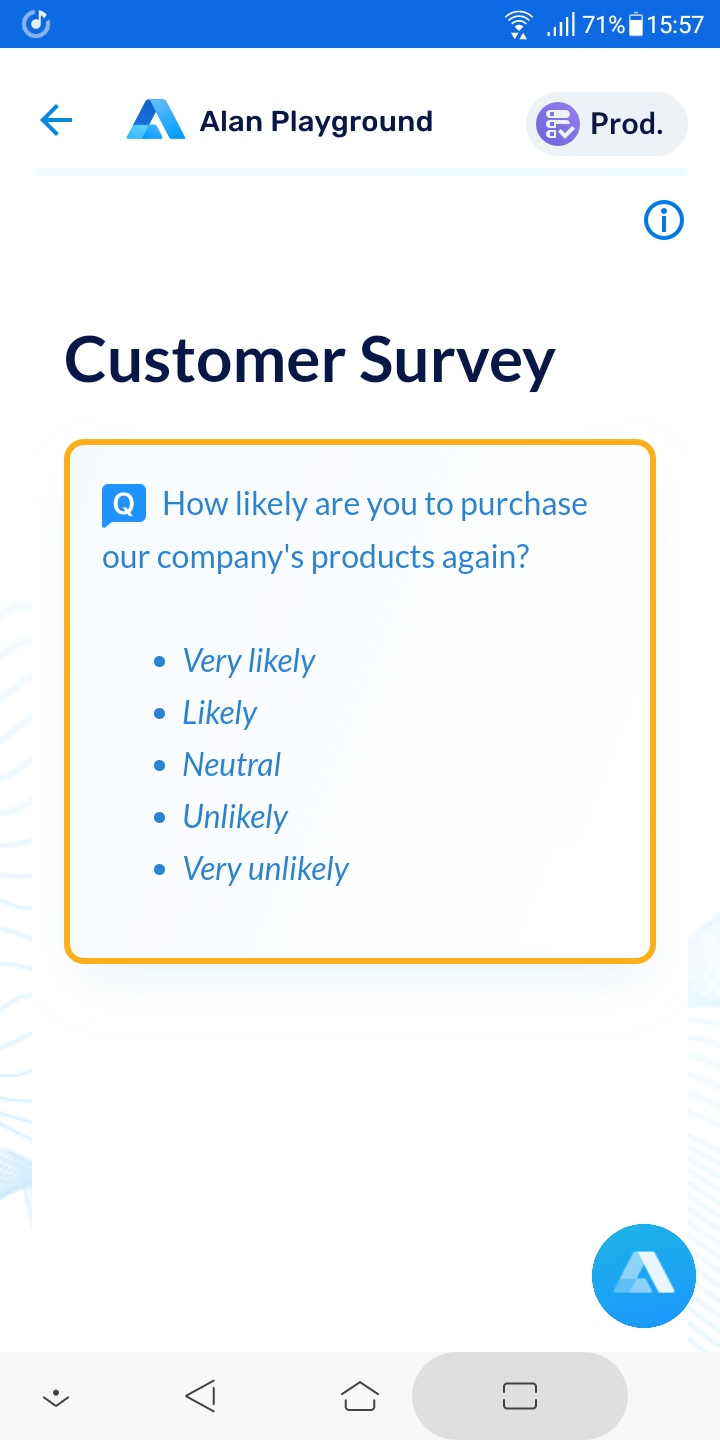 71% 15:57
Alan Playground
Prod.
Customer Survey
Q How likely are you to purchase
our company's products again?
• Very likely
• Likely
• Neutral
• Unlikely
• Very unlikely